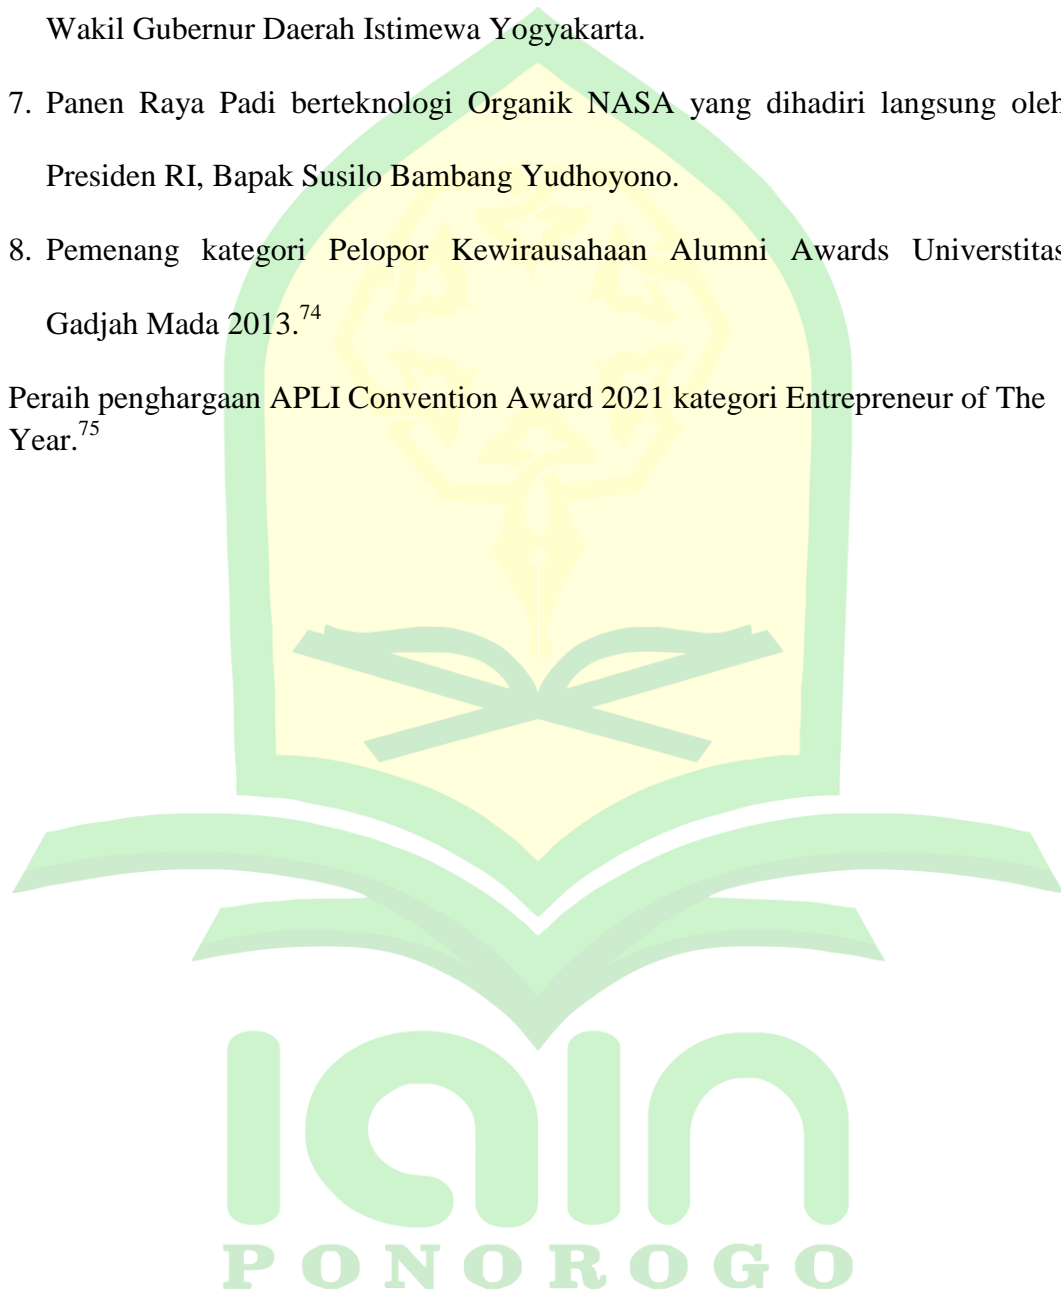 Wakil Gubernur Daerah Istimewa Yogyakarta.
7. Panen Raya Padi berteknologi Organik NASA yang dihadiri langsung oleh
Presiden RI, Bapak Susilo Bambang Yudhoyono.
8. Pemenang kategori Pelopor Kewirausahaan Alumni Awards Universtitas
Gadjah Mada 2013.74
Peraih penghargaan APLI Convention Award 2021 kategori Entrepreneur of The
Year.75
iain
PONOROGO